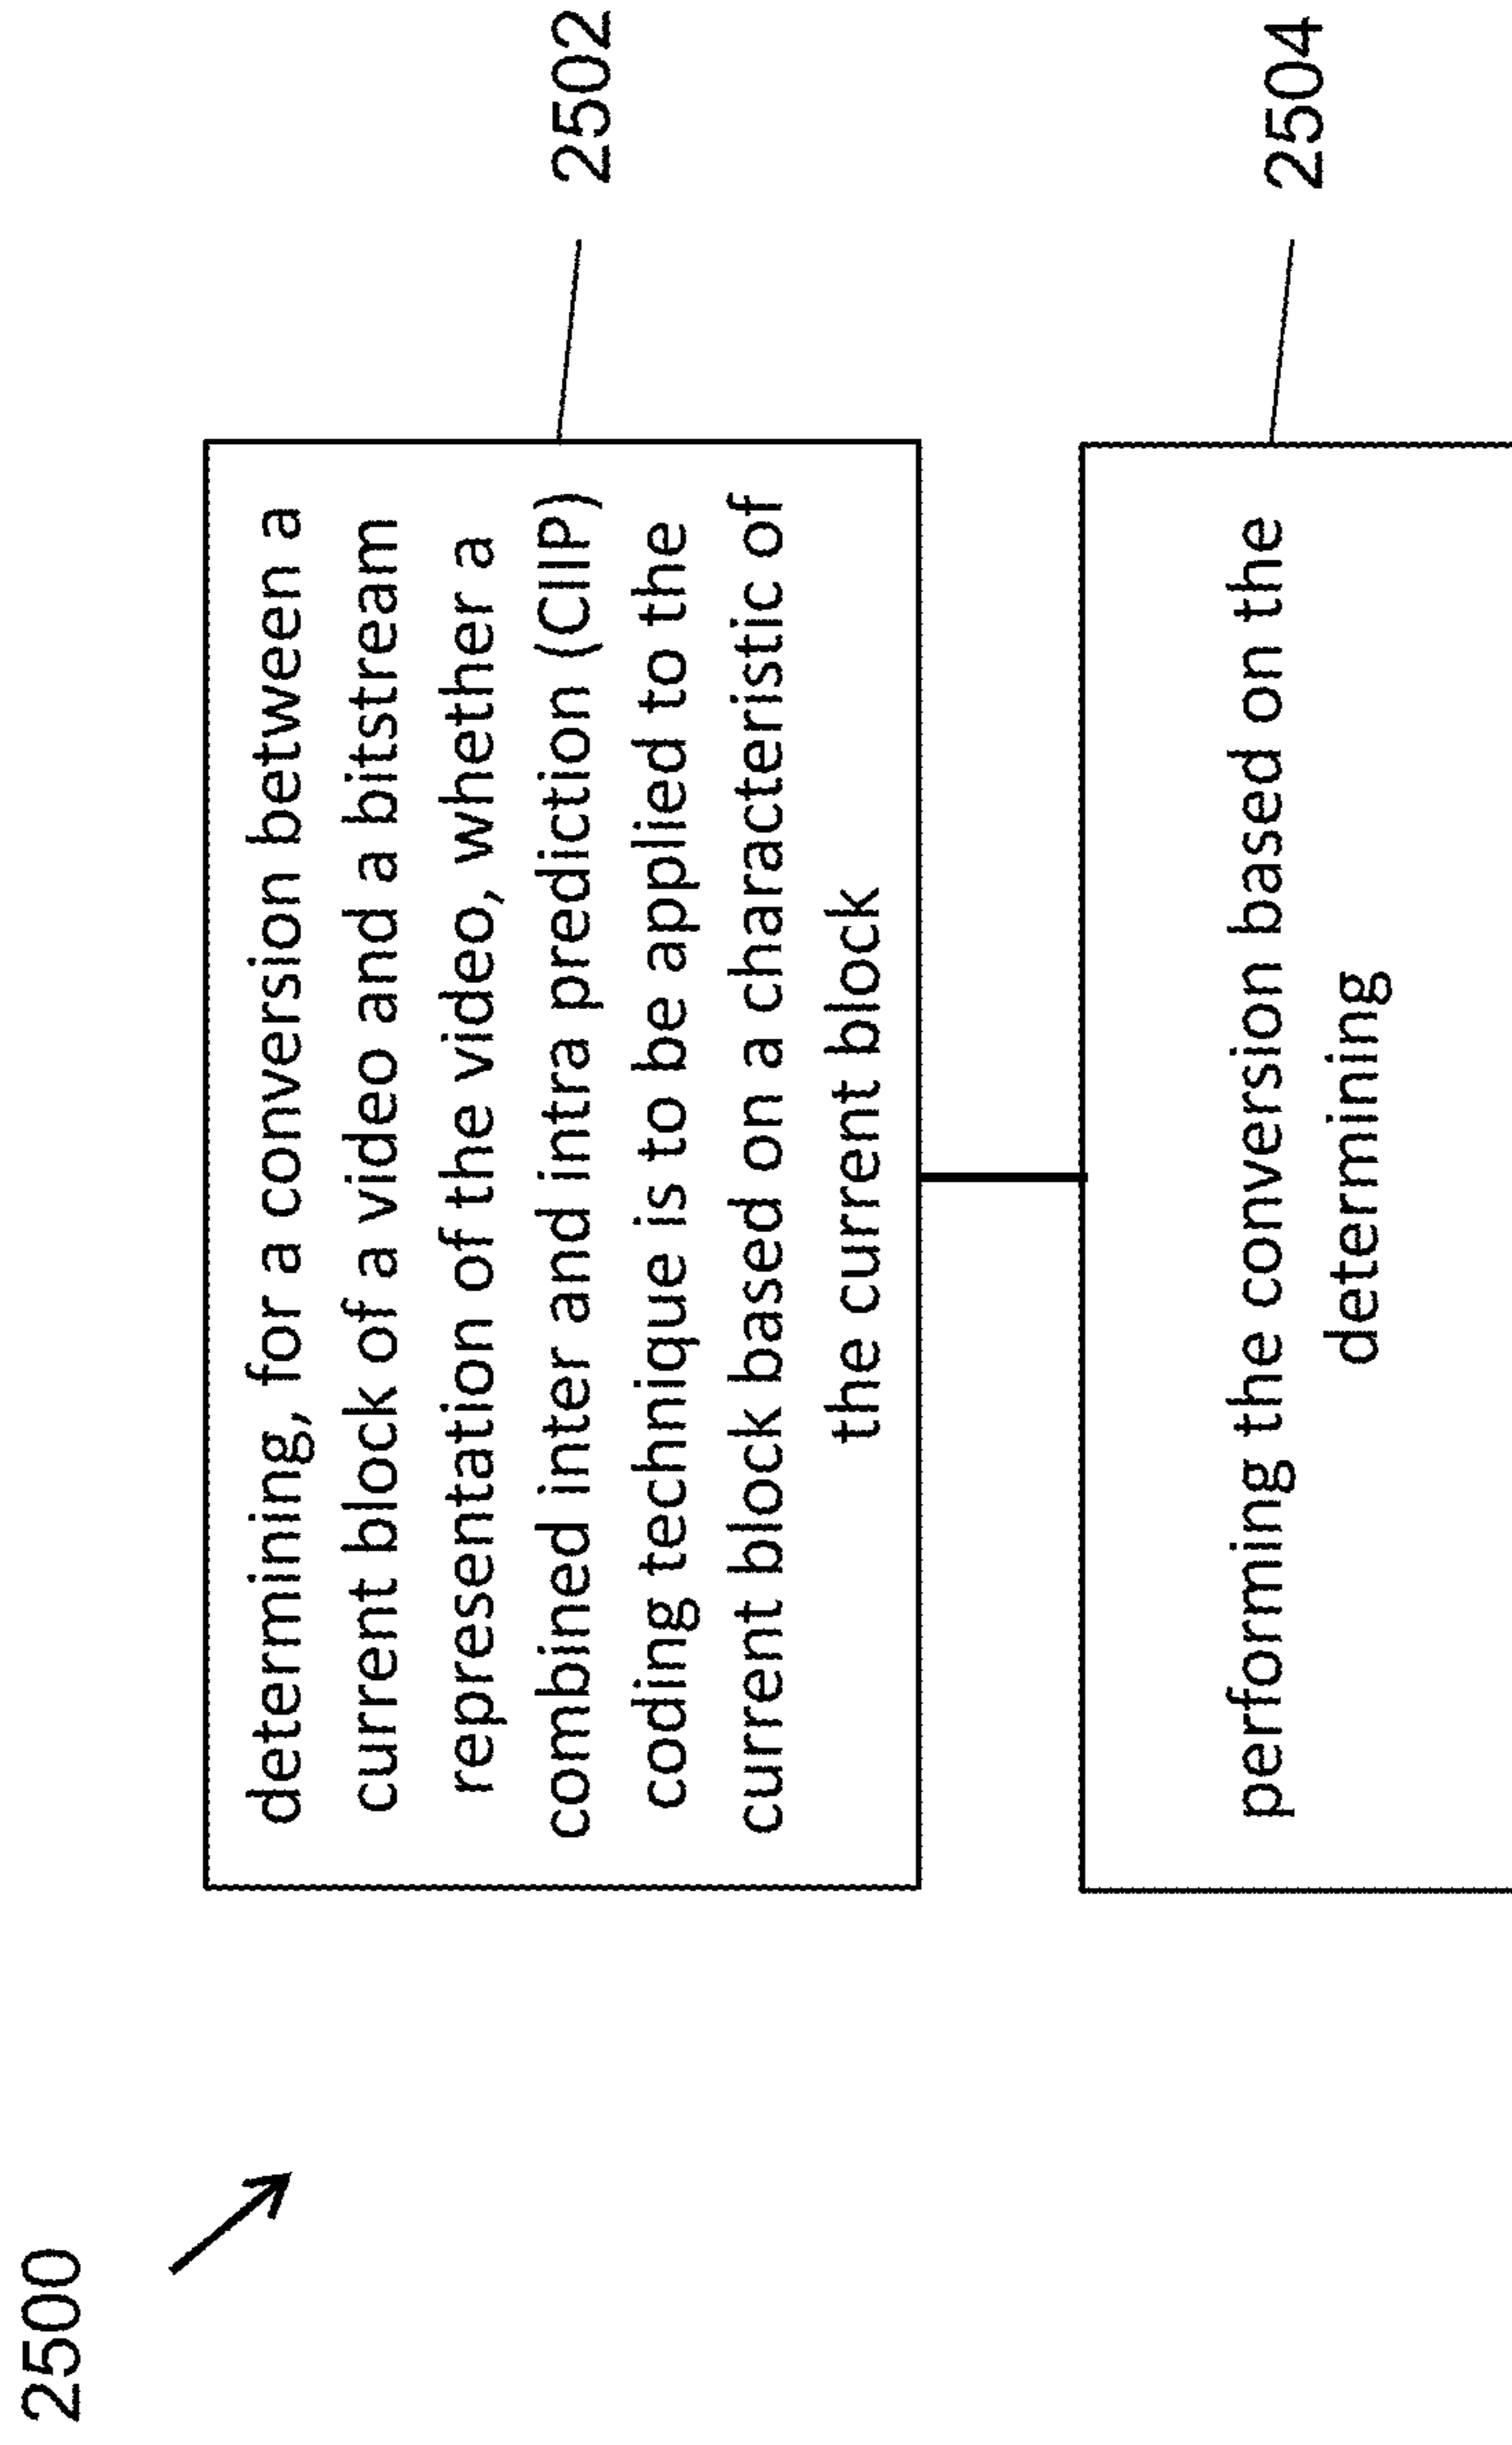 2500
determining, for a conversion between a
current block of a video and a bitstream
representation of the video, whether a
combined inter and intra prediction (CIIP)
coding technique is to be applied to the
current block based on a characteristic of
the current block
2502
performing the conversion based on the
determining
2504